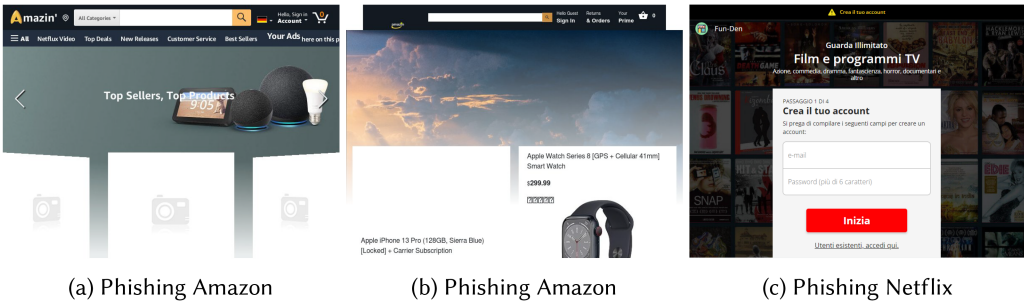 Amazin'
All Categories
Hello, Sign in
Account
0
All Netflux Video Top Deals New Releases Customer Service Best Sellers Your Ads here on this p
Top Sellers, Top Products
9:05
Hello Guest
Sign In
Returns
& Orders
Your
Prime
0
Apple Watch Series 8 [GPS + Cellular 41mm]
Smart Watch
$299.99
Apple iPhone 13 Pro (128GB, Sierra Blue)
[Locked] + Carrier Subscription
Crea il tuo account
Fun-Den
Guarda Illimitato
Film e programmi TV
Azione, commedia, dramma, fantascienza, horror, documentari e
altro
PASSAGGIO 1 DI 4
Crea il tuo account
Si prega di compilare i seguenti campi per creare un
account:
e-mail
Password (più di 6 caratteri)
Inizia
Utenti esistenti, accedi qui.
SNAP
(a) Phishing Amazon
(b) Phishing Amazon
(c) Phishing Netflix